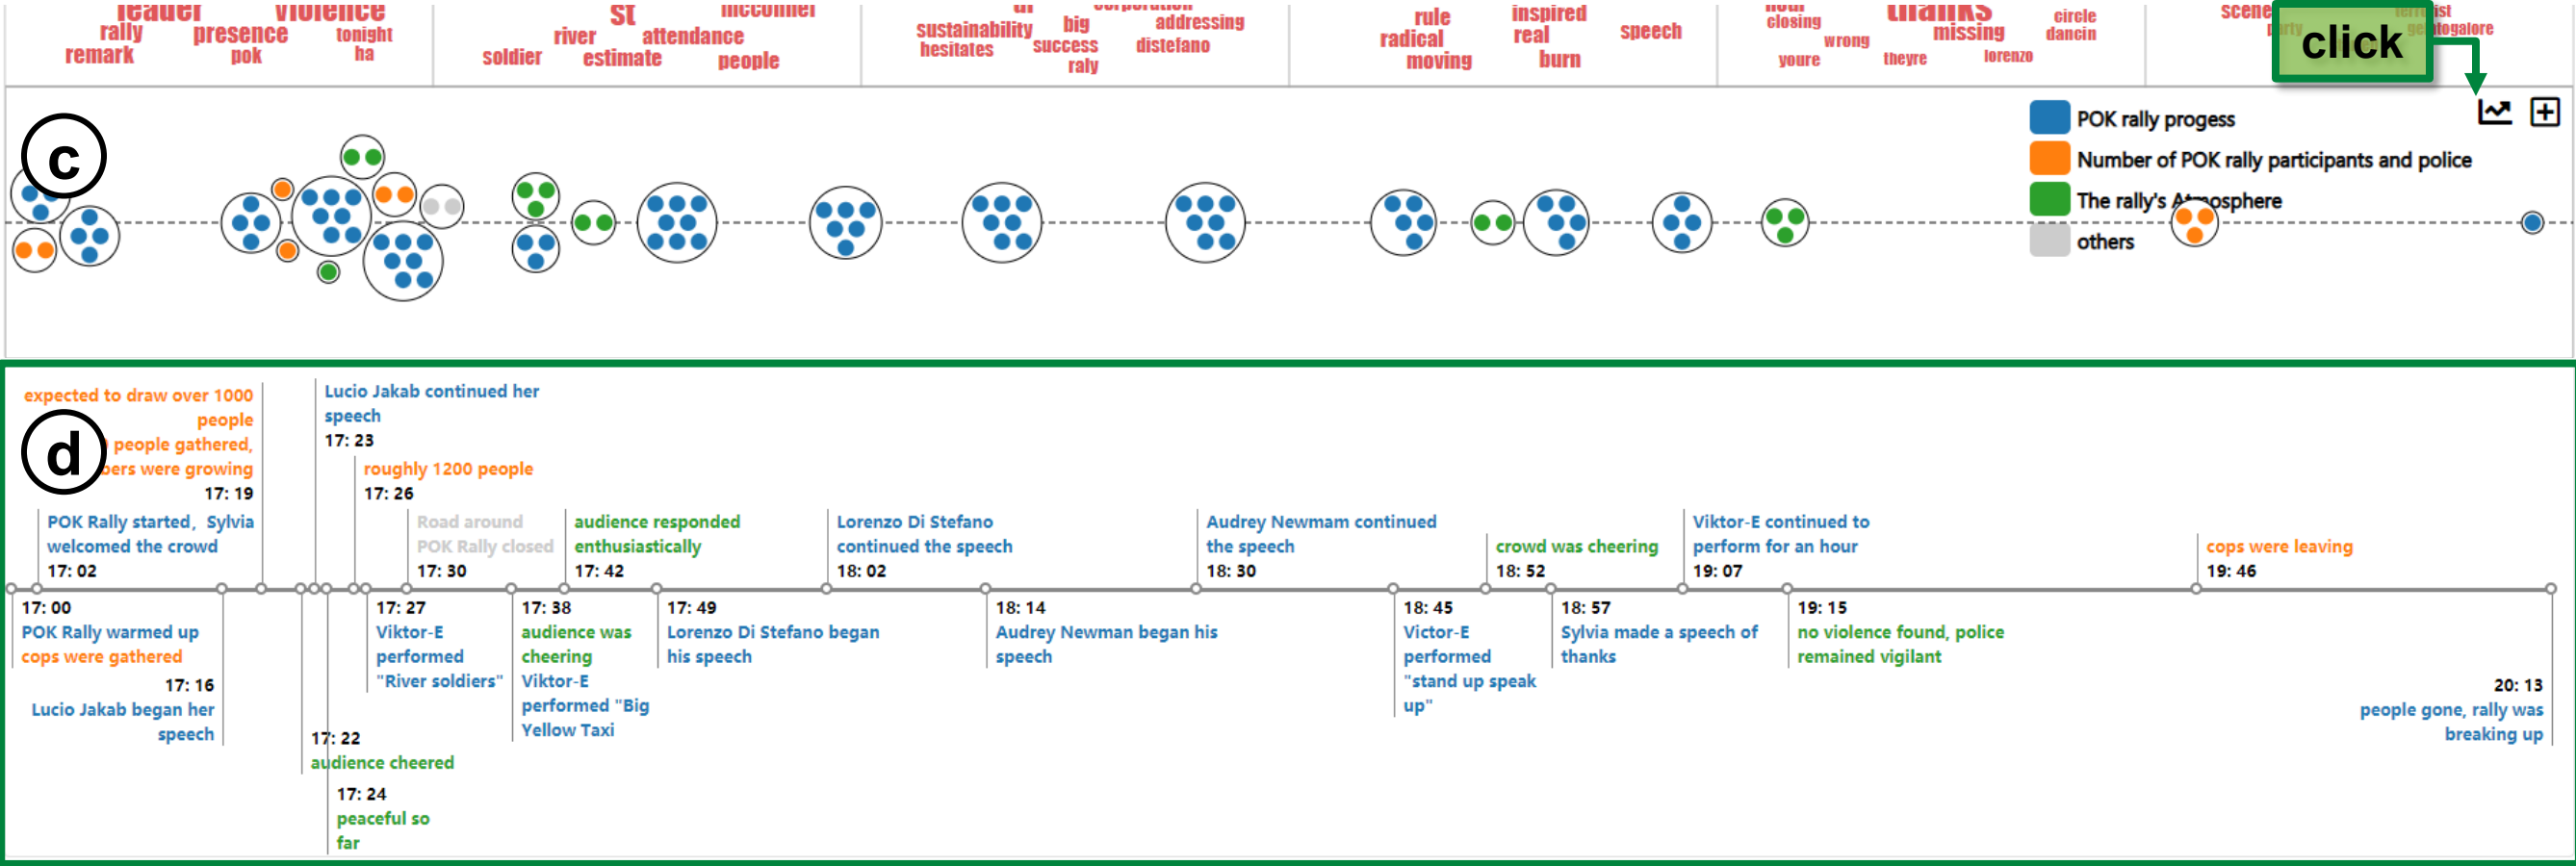 leader violence
rally presence tonight
remark pok ha
st mcconnel
river attendance
soldier estimate people
corporation
sustainability big addressing
hesitates success distefano
raly
rule inspired
radical real speech
moving burn
hour thanks circle
closing missing dancin
wrong
youre theyre lorenzo
scene
party
click
c
POK rally progess
Number of POK rally participants and police
The rally's Atmosphere
others
d
expected to draw over 1000
people
people gathered,
were growing
17: 19
Lucio Jakab continued her
speech
17: 23
roughly 1200 people
17: 26
POK Rally started, Sylvia
welcomed the crowd
17: 02
Road around
POK Rally closed
17: 30
audience responded
enthusiastically
17: 42
Lorenzo Di Stefano
continued the speech
18: 02
Audrey Newmam continued
the speech
18: 30
crowd was cheering
18: 52
Viktor-E continued to
perform for an hour
19: 07
cops were leaving
19: 46
17: 00
POK Rally warmed up
cops were gathered
17: 16
Lucio Jakab began her
speech
17: 22
audience cheered
17: 24
peaceful so
far
17: 27
Viktor-E
performed
"River soldiers"
17: 38
audience was
cheering
Viktor-E
performed "Big
Yellow Taxi
17: 49
Lorenzo Di Stefano began
his speech
18: 14
Audrey Newman began his
speech
18: 45
Victor-E
performed
"stand up speak
up"
18: 57
Sylvia made a speech of
thanks
19: 15
no violence found, police
remained vigilant
20: 13
people gone, rally was
breaking up